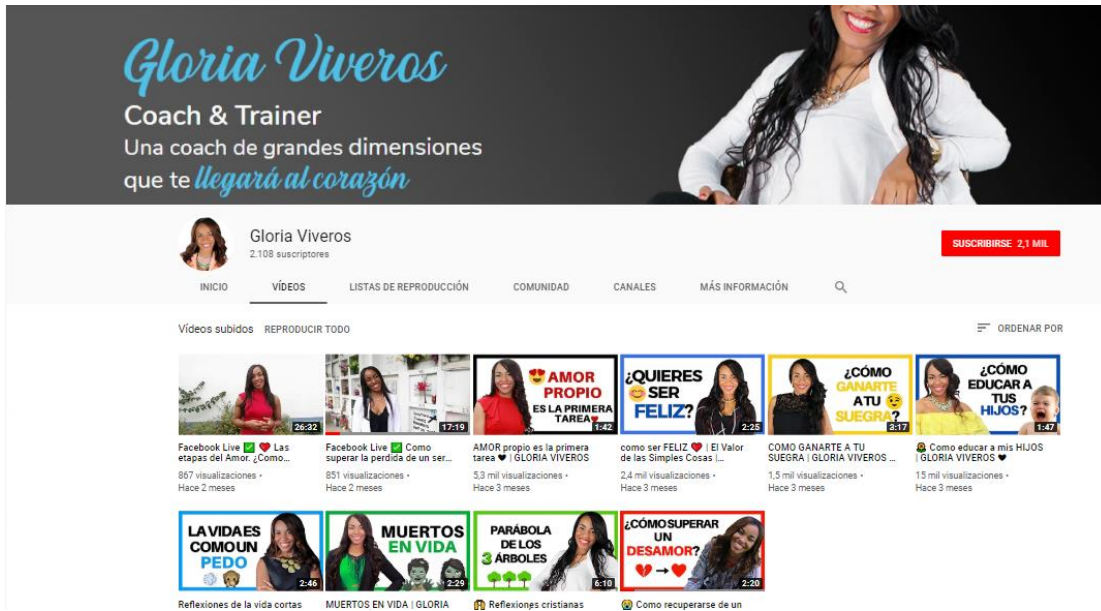 Gloria Viveros
Coach & Trainer
Una coach de grandes dimensiones
que te llegará al corazón
Gloria Viveros
2.108 suscriptores
SUSCRIBIRSE 2,1 MIL
INICIO VÍDEOS LISTAS DE REPRODUCCIÓN COMUNIDAD CANALES MÁS INFORMACIÓN
Vídeos subidos REPRODUCIR TODO
ORDENAR POR
26:32
Facebook Live ✅ ❤️ Las
etapas del Amor. ¿Como...
867 visualizaciones •
Hace 2 meses
17:19
Facebook Live ✅ Como
superar la perdida de un ser...
851 visualizaciones •
Hace 2 meses
😍 AMOR
PROPIO
ES LA PRIMERA
TAREA
1:42
AMOR propio es la primera
tarea ♥ | GLORIA VIVEROS
5,3 mil visualizaciones •
Hace 3 meses
¿QUIERES
😊 SER
FELIZ?
2:25
como ser FELIZ ❤️ | El Valor
de las Simples Cosas |...
2,4 mil visualizaciones •
Hace 3 meses
¿CÓMO
GANARTE
A TU
SUEGRA?
3:17
COMO GANARTE A TU
SUEGRA | GLORIA VIVEROS ...
1,5 mil visualizaciones •
Hace 3 meses
¿CÓMO
EDUCAR A
TUS
HIJOS?
1:47
Como educar a mis HIJOS
| GLORIA VIVEROS ♥
15 mil visualizaciones •
Hace 3 meses
LA VIDA ES
COMO UN
PEDO
2:46
Reflexiones de la vida cortas
MUERTOS
EN VIDA
2:29
MUERTOS EN VIDA | GLORIA
PARÁBOLA
DE LOS
3 ÁRBOLES
6:10
Reflexiones cristianas
¿CÓMO SUPERAR
UN
DESAMOR?
2:20
Como recuperarse de un